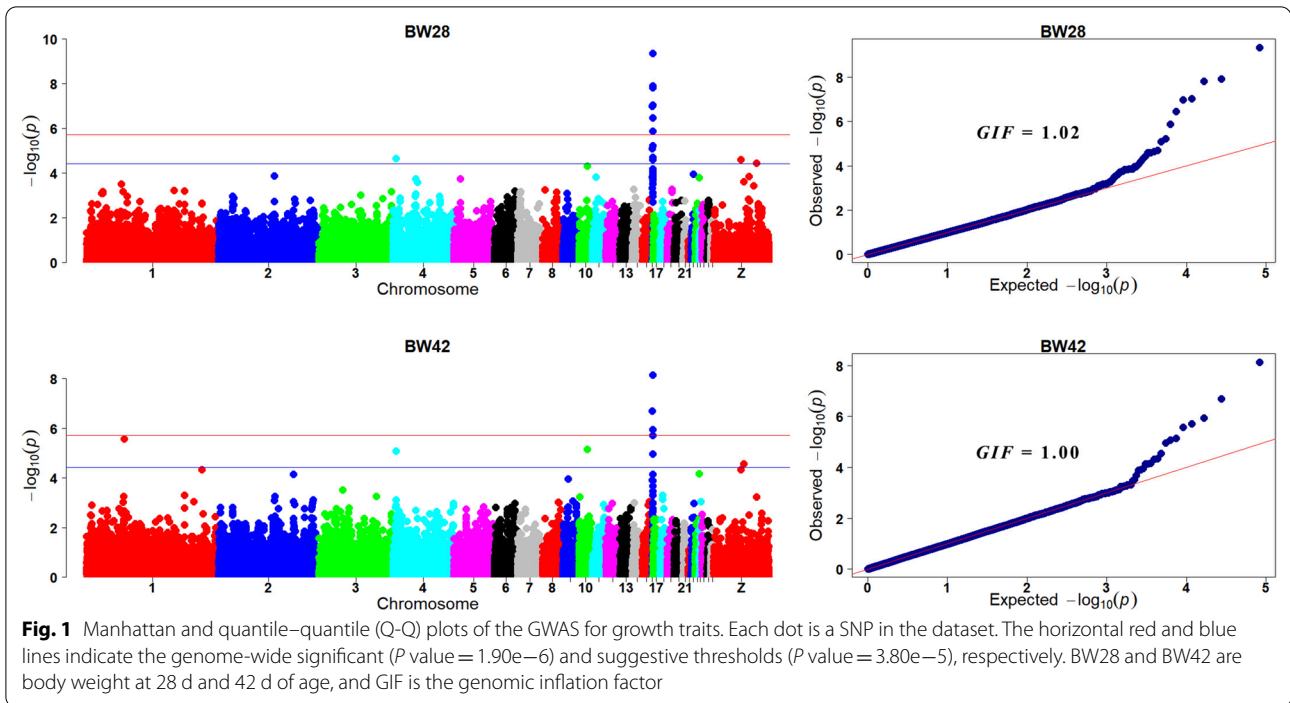 BW28
10
8
6
4
2
0
−log10(p)
1 2 3 4 5 6 7 8 10 13 17 21 Z
Chromosome
BW28
8
6
4
2
0
Observed −log10(p)
GIF = 1.02
0 1 2 3 4 5
Expected −log10(p)
BW42
8
6
4
2
0
−log10(p)
1 2 3 4 5 6 7 8 10 13 17 21 Z
Chromosome
BW42
8
6
4
2
0
Observed −log10(p)
GIF = 1.00
0 1 2 3 4 5
Expected −log10(p)
Fig. 1 Manhattan and quantile–quantile (Q-Q) plots of the GWAS for growth traits. Each dot is a SNP in the dataset. The horizontal red and blue
lines indicate the genome-wide significant (P value = 1.90e−6) and suggestive thresholds (P value = 3.80e−5), respectively. BW28 and BW42 are
body weight at 28 d and 42 d of age, and GIF is the genomic inflation factor